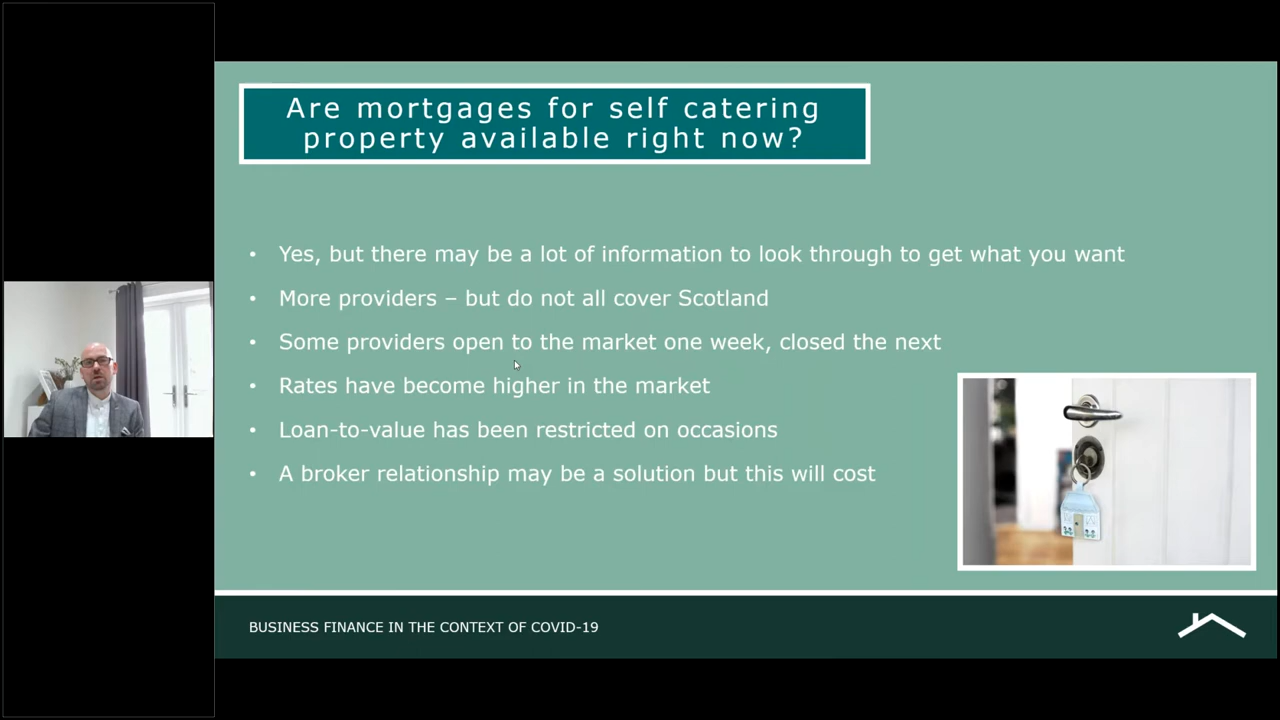 Are mortgages for self catering
property available right now?
• Yes, but there may be a lot of information to look through to get what you want
• More providers – but do not all cover Scotland
• Some providers open to the market one week, closed the next
• Rates have become higher in the market
• Loan-to-value has been restricted on occasions
• A broker relationship may be a solution but this will cost
BUSINESS FINANCE IN THE CONTEXT OF COVID-19